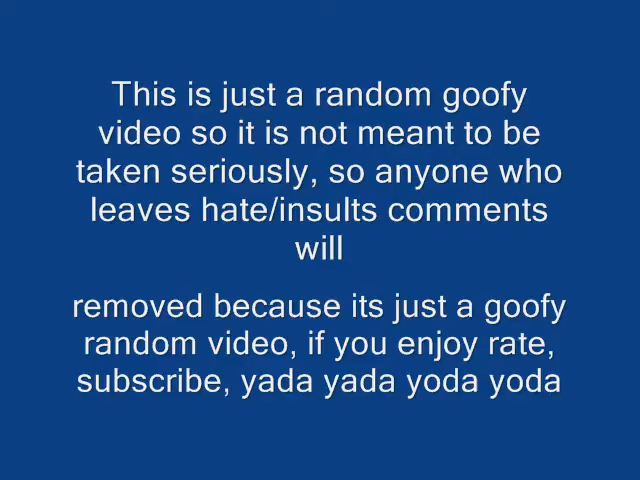 This is just a random goofy
video so it is not meant to be
taken seriously, so anyone who
leaves hate/insults comments
will
removed because its just a goofy
random video, if you enjoy rate,
subscribe, yada yada yoda yoda